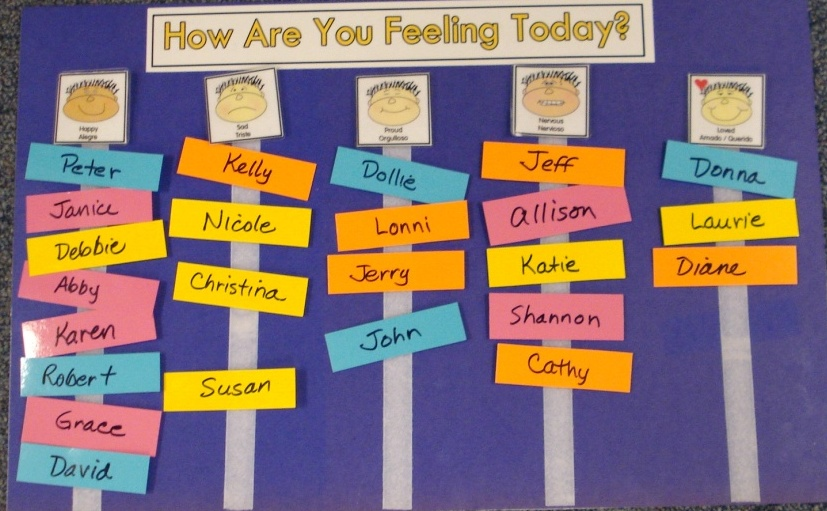 How Are You Feeling Today?
Happy
Alegre
Peter
Janice
Debbie
Abby
Karen
Robert
Grace
David
Sad
Triste
Kelly
Nicole
Christina
Susan
Proud
Orgulloso
Dollie
Lonni
Jerry
John
Nervous
Nervioso
Jeff
Allison
Katie
Shannon
Cathy
Loved
Amado / Querido
Donna
Laurie
Diane